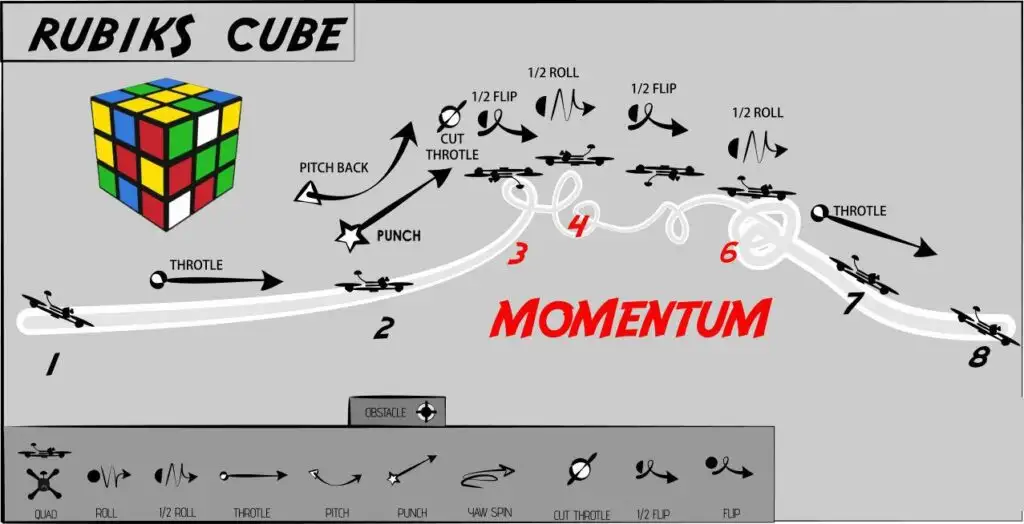 RUBIKS CUBE
1/2 ROLL
1/2 FLIP
1/2 FLIP
1/2 ROLL
CUT
THROTLE
PITCH BACK
PUNCH
THROTLE
THROTLE
3
4
6
2
7
1
8
MOMENTUM
OBSTACLE
QUAD
ROLL
1/2 ROLL
THROTLE
PITCH
PUNCH
YAW SPIN
CUT THROTLE
1/2 FLIP
FLIP